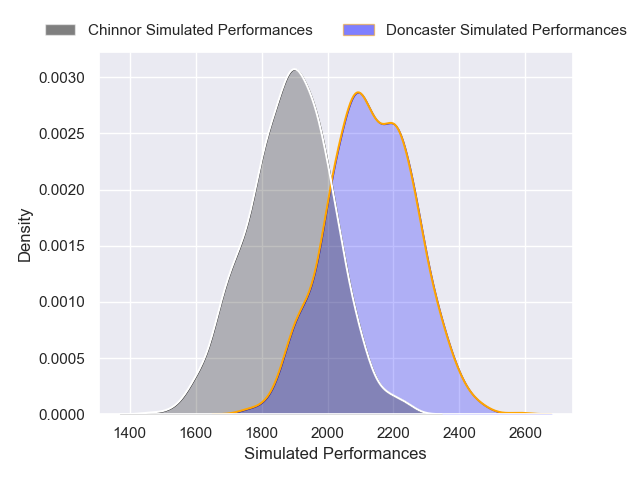 Chinnor Simulated Performances Doncaster Simulated Performances
0.0030
0.0025
0.0020
0.0015
0.0010
0.0005
0.0000
Density
1400 1600 1800 2000 2200 2400 2600
Simulated Performances